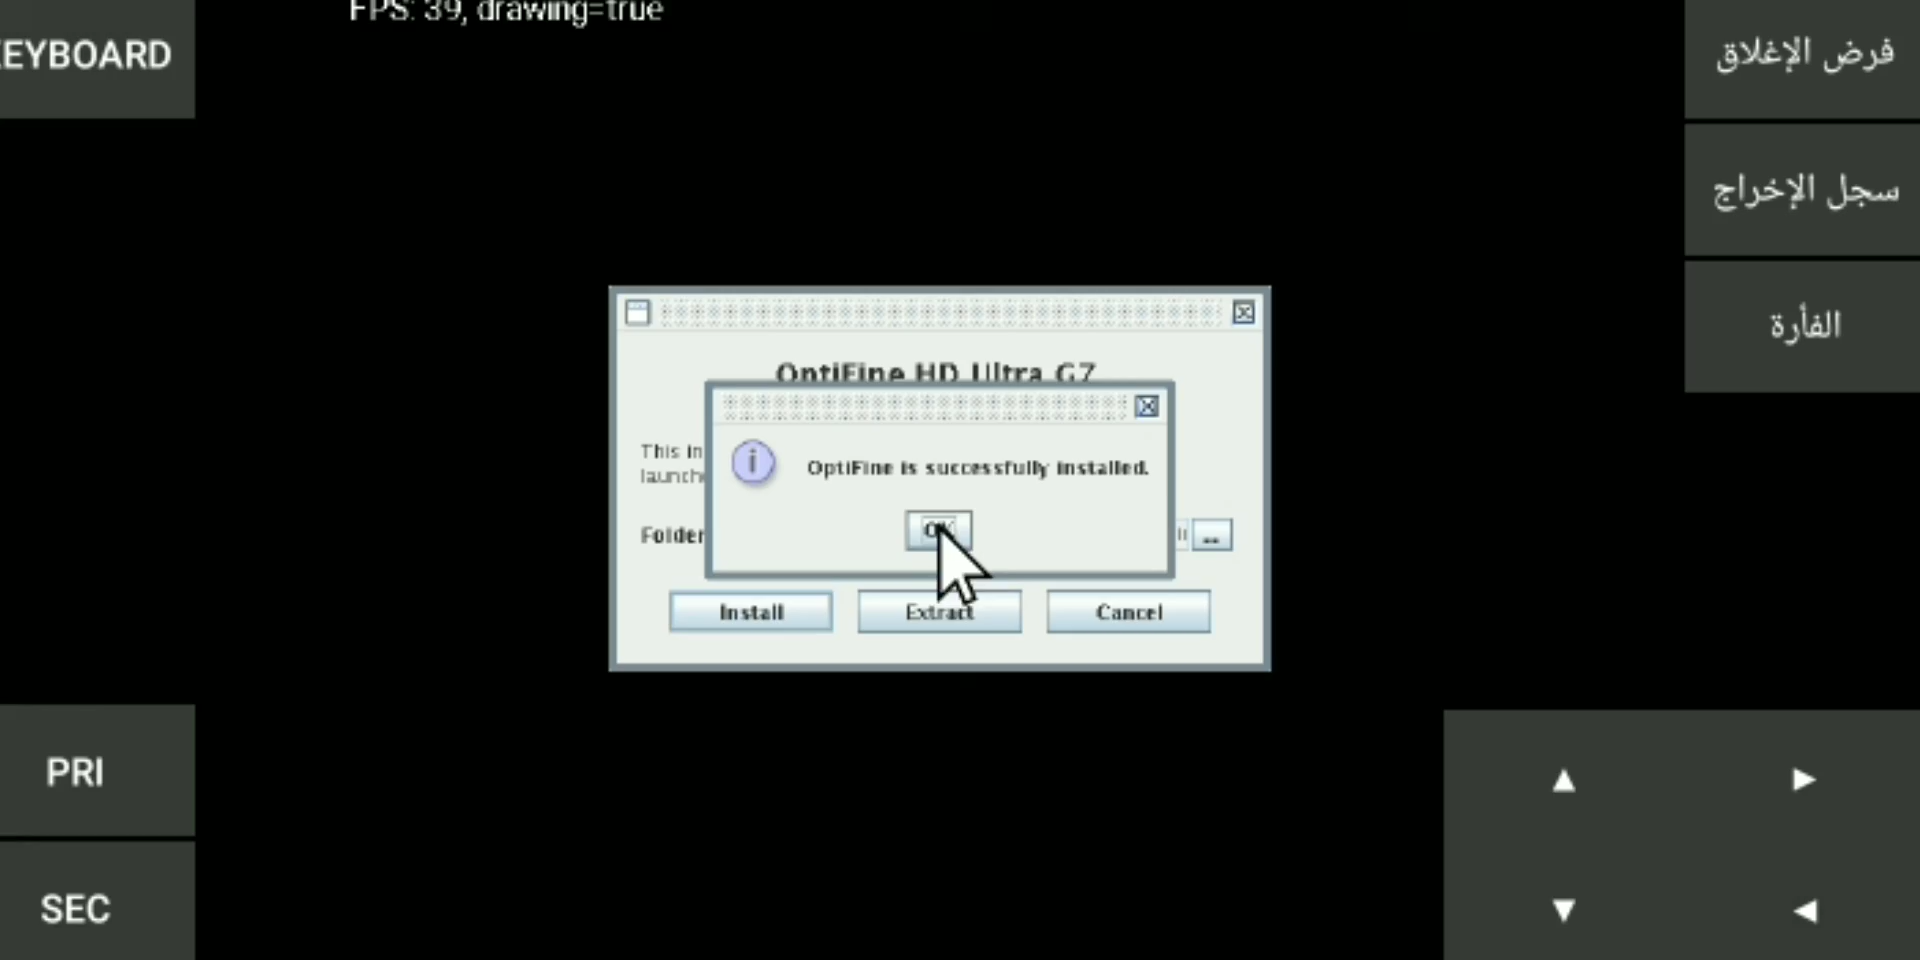 FPS: 39, drawing=true
KEYBOARD
فرض الإغلاق
سجل الإخراج
الفأرة
OptiFine HD Ultra G7
This in
launch
OptiFine is successfully installed.
OK
Folder
..
Install
Extract
Cancel
PRI
SEC